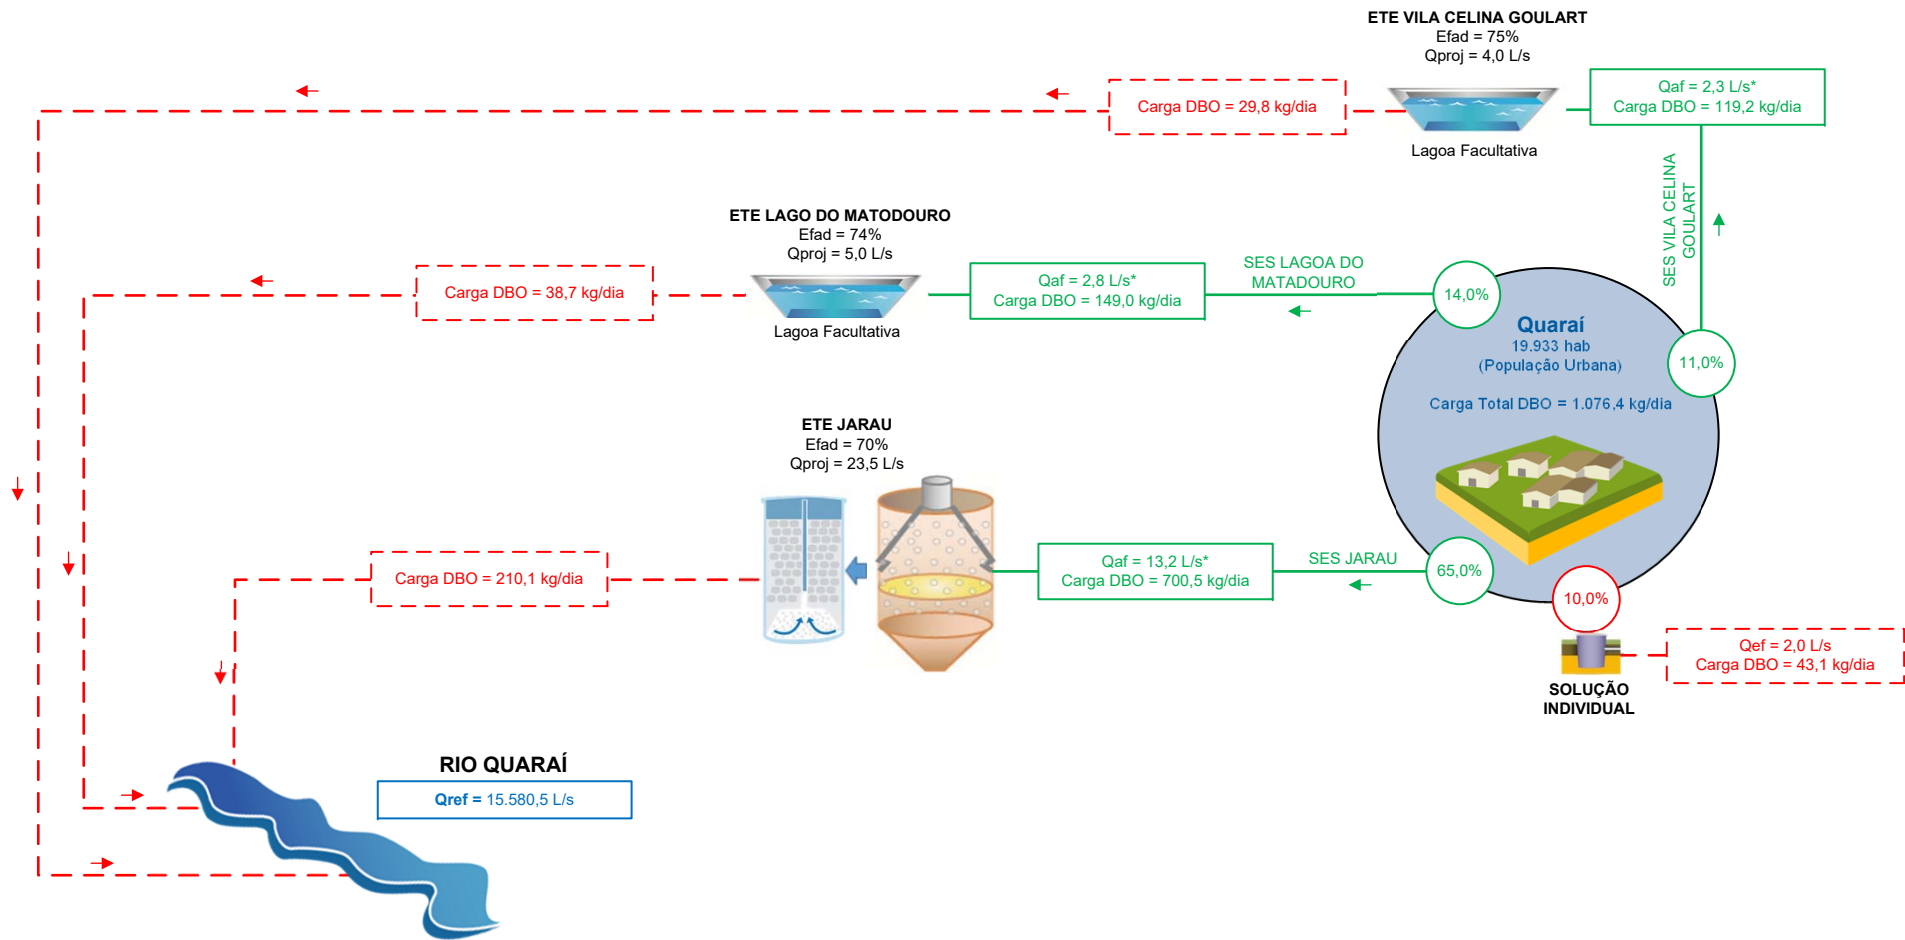 ETE VILA CELINA GOULART
Efad = 75%
Qproj = 4,0 L/s
Qaf = 2,3 L/s*
Carga DBO = 119,2 kg/dia
Carga DBO = 29,8 kg/dia
Lagoa Facultativa
SES VILA CELINA
GOULART
ETE LAGO DO MATODOURO
Efad = 74%
Qproj = 5,0 L/s
Carga DBO = 38,7 kg/dia
Lagoa Facultativa
Qaf = 2,8 L/s*
Carga DBO = 149,0 kg/dia
SES LAGOA DO
MATADOURO
14,0%
Quaraí
19.933 hab
(População Urbana)
11,0%
Carga Total DBO = 1.076,4 kg/dia
ETE JARAU
Efad = 70%
Qproj = 23,5 L/s
Carga DBO = 210,1 kg/dia
Qaf = 13,2 L/s*
Carga DBO = 700,5 kg/dia
SES JARAU
65,0%
10,0%
Qef = 2,0 L/s
Carga DBO = 43,1 kg/dia
SOLUÇÃO
INDIVIDUAL
RIO QUARAÍ
Qref = 15.580,5 L/s